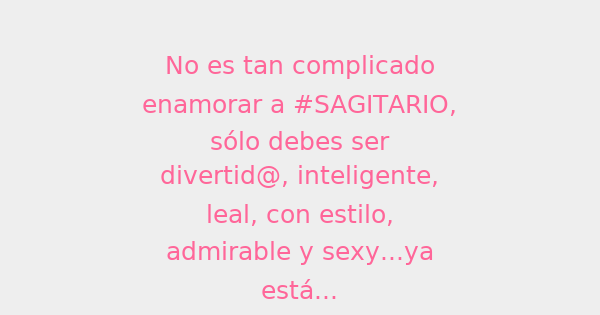 No es tan complicado
enamorar a #SAGITARIO,
sólo debes ser
divertid@, inteligente,
leal, con estilo,
admirable y sexy...ya
está...